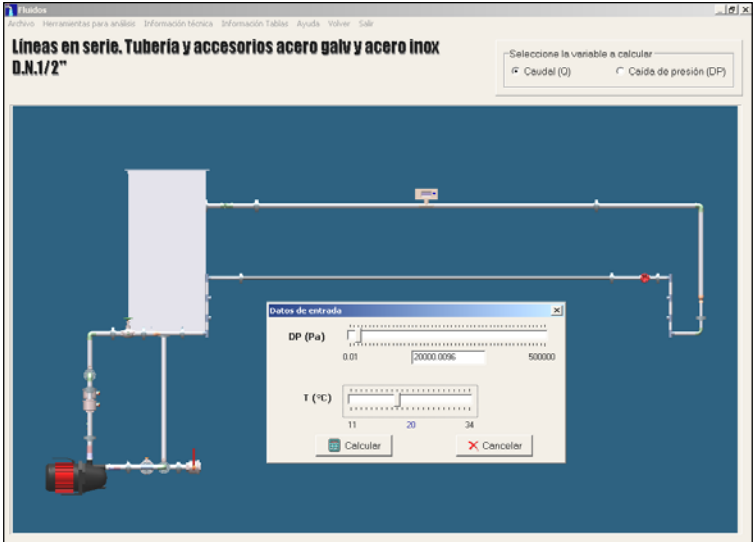 Fluidos
Archivo Herramientas para análisis Información técnica Información Tablas Ayuda Volver Salir
Líneas en serie. Tubería y accesorios acero galv y acero inox
D.N.1/2"
Seleccione la variable a calcular
Caudal (Q) Caída de presión (DP)
Datos de entrada
DP (Pa)
0.01 20000.0096 500000
T (ºC)
11 20 34
Calcular Cancelar